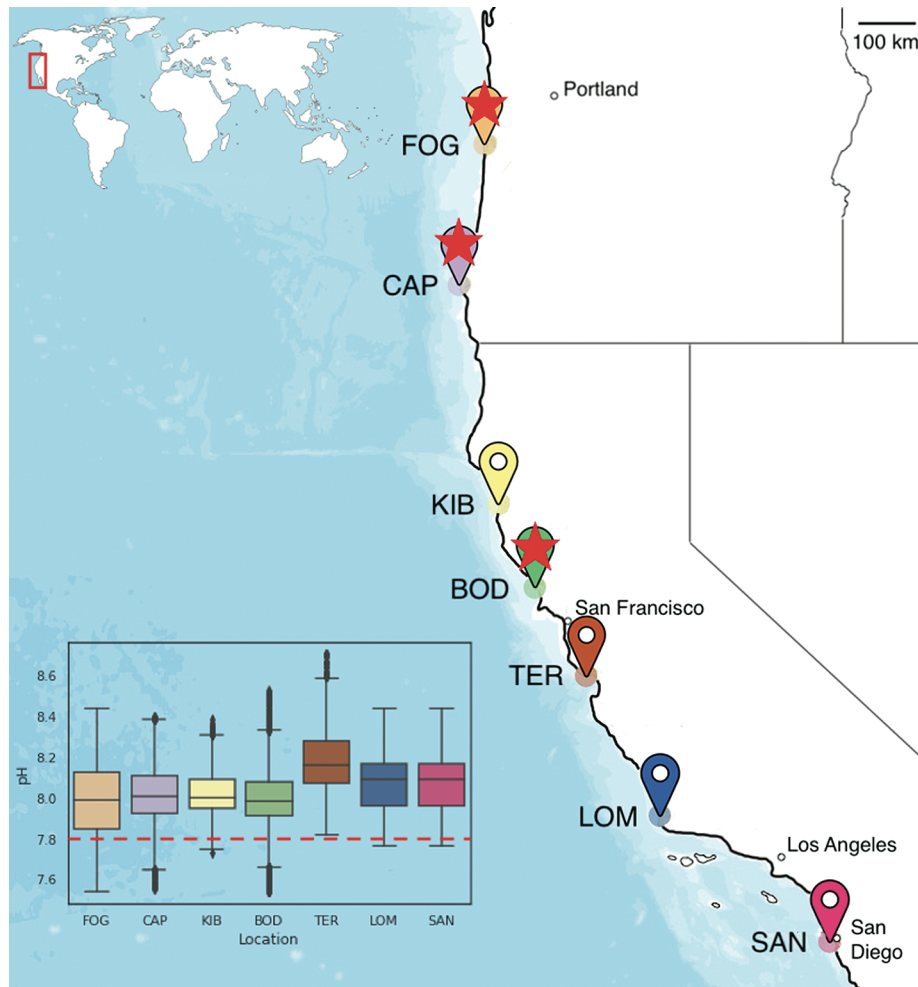 100 km
Portland
FOG
CAP
KIB
BOD
San Francisco
TER
LOM
Los Angeles
SAN
San
Diego
pH
8.6
8.4
8.2
8.0
7.8
7.6
FOG CAP KIB BOD TER LOM SAN
Location